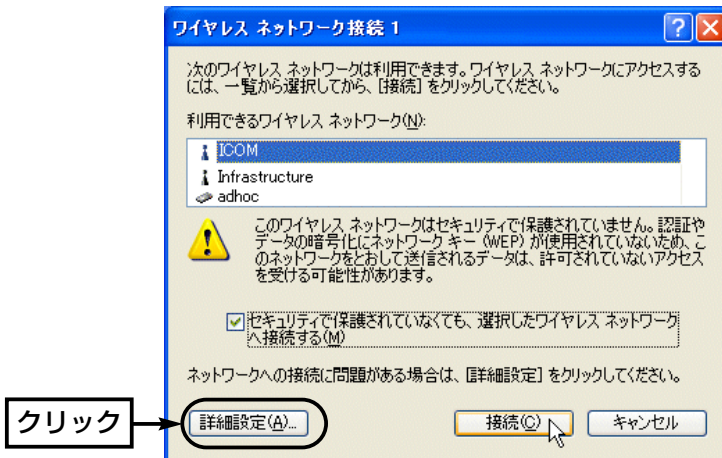 ワイヤレス ネットワーク接続 1
次のワイヤレス ネットワークは利用できます。ワイヤレス ネットワークにアクセスする
には、一覧から選択してから、[接続] をクリックしてください。
利用できるワイヤレス ネットワーク(N):
ICOM
Infrastructure
adhoc
このワイヤレス ネットワークはセキュリティで保護されていません。認証や
データの暗号化にネットワーク キー (WEP) が使用されていないため、こ
のネットワークをとおして送信されるデータは、許可されていないアクセス
を受ける可能性があります。
セキュリティで保護されていなくても、選択したワイヤレス ネットワーク
へ接続する(M)
ネットワークへの接続に問題がある場合は、[詳細設定] をクリックしてください。
クリック
詳細設定(A)...
接続(C)
キャンセル